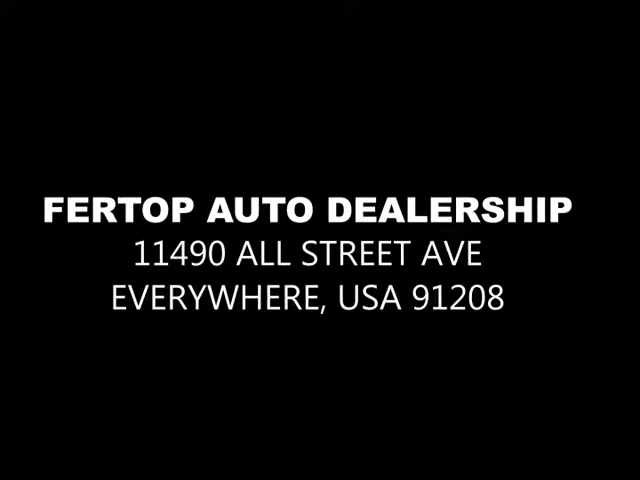 FERTOP AUTO DEALERSHIP
11490 ALL STREET AVE
EVERYWHERE, USA 91208